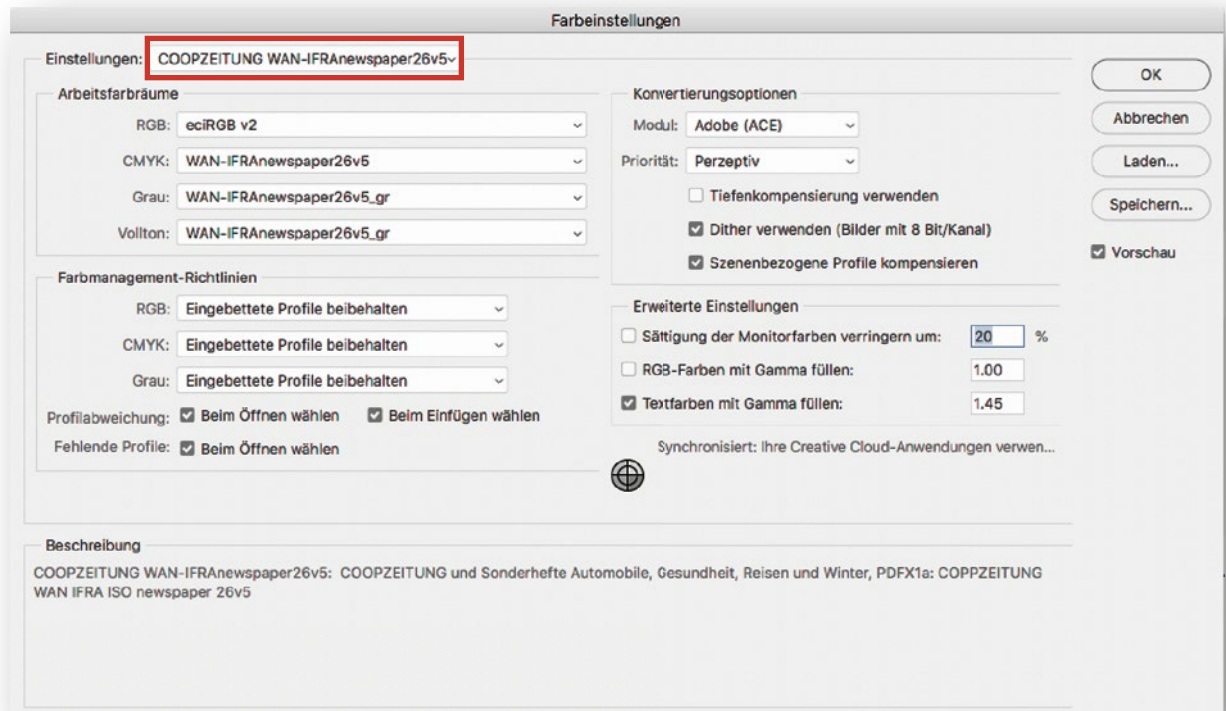 Farbeinstellungen
Einstellungen: COOPZEITUNG WAN-IFRAnewspaper26v5
Arbeitsfarbräume
RGB: eciRGB v2
CMYK: WAN-IFRAnewspaper26v5
Grau: WAN-IFRAnewspaper26v5_gr
Vollton: WAN-IFRAnewspaper26v5_gr
Farbmanagement-Richtlinien
RGB: Eingebettete Profile beibehalten
CMYK: Eingebettete Profile beibehalten
Grau: Eingebettete Profile beibehalten
Profilabweichung: Beim Öffnen wählen Beim Einfügen wählen
Fehlende Profile: Beim Öffnen wählen
Konvertierungsoptionen
Modul: Adobe (ACE)
Priorität: Perzeptiv
Tiefenkompensierung verwenden
Dither verwenden (Bilder mit 8 Bit/Kanal)
Szenenbezogene Profile kompensieren
Erweiterte Einstellungen
Sättigung der Monitorfarben verringern um: 20 %
RGB-Farben mit Gamma füllen: 1.00
Textfarben mit Gamma füllen: 1.45
Synchronisiert: Ihre Creative Cloud-Anwendungen verwen...
OK
Abbrechen
Laden...
Speichern...
Vorschau
Beschreibung
COOPZEITUNG WAN-IFRAnewspaper26v5: COOPZEITUNG und Sonderhefte Automobile, Gesundheit, Reisen und Winter, PDFX1a: COPPZEITUNG
WAN IFRA ISO newspaper 26v5